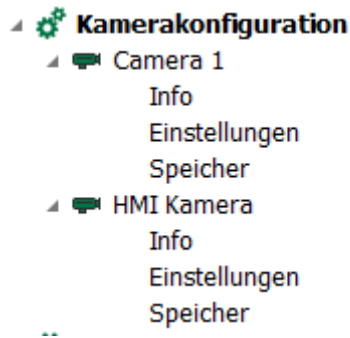 Kamerakonfiguration
Camera 1
Info
Einstellungen
Speicher
HMI Kamera
Info
Einstellungen
Speicher